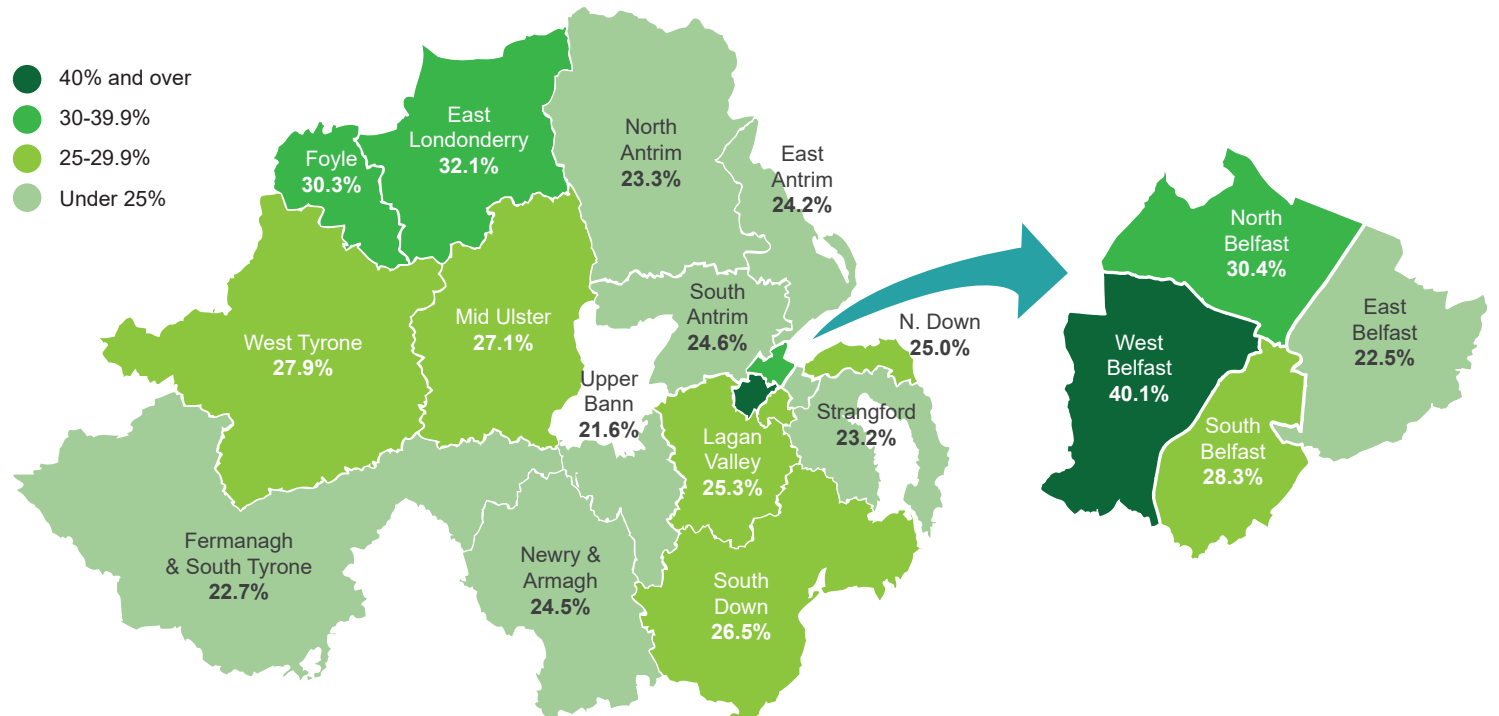 40% and over
30-39.9%
25-29.9%
Under 25%
East
Londonderry
32.1%
Foyle
30.3%
North
Antrim
23.3%
East
Antrim
24.2%
South
Antrim
24.6%
Mid Ulster
27.1%
West Tyrone
27.9%
N. Down
25.0%
Upper
Bann
21.6%
Strangford
23.2%
Lagan
Valley
25.3%
Fermanagh
& South Tyrone
22.7%
Newry &
Armagh
24.5%
South
Down
26.5%
North
Belfast
30.4%
East
Belfast
22.5%
West
Belfast
40.1%
South
Belfast
28.3%